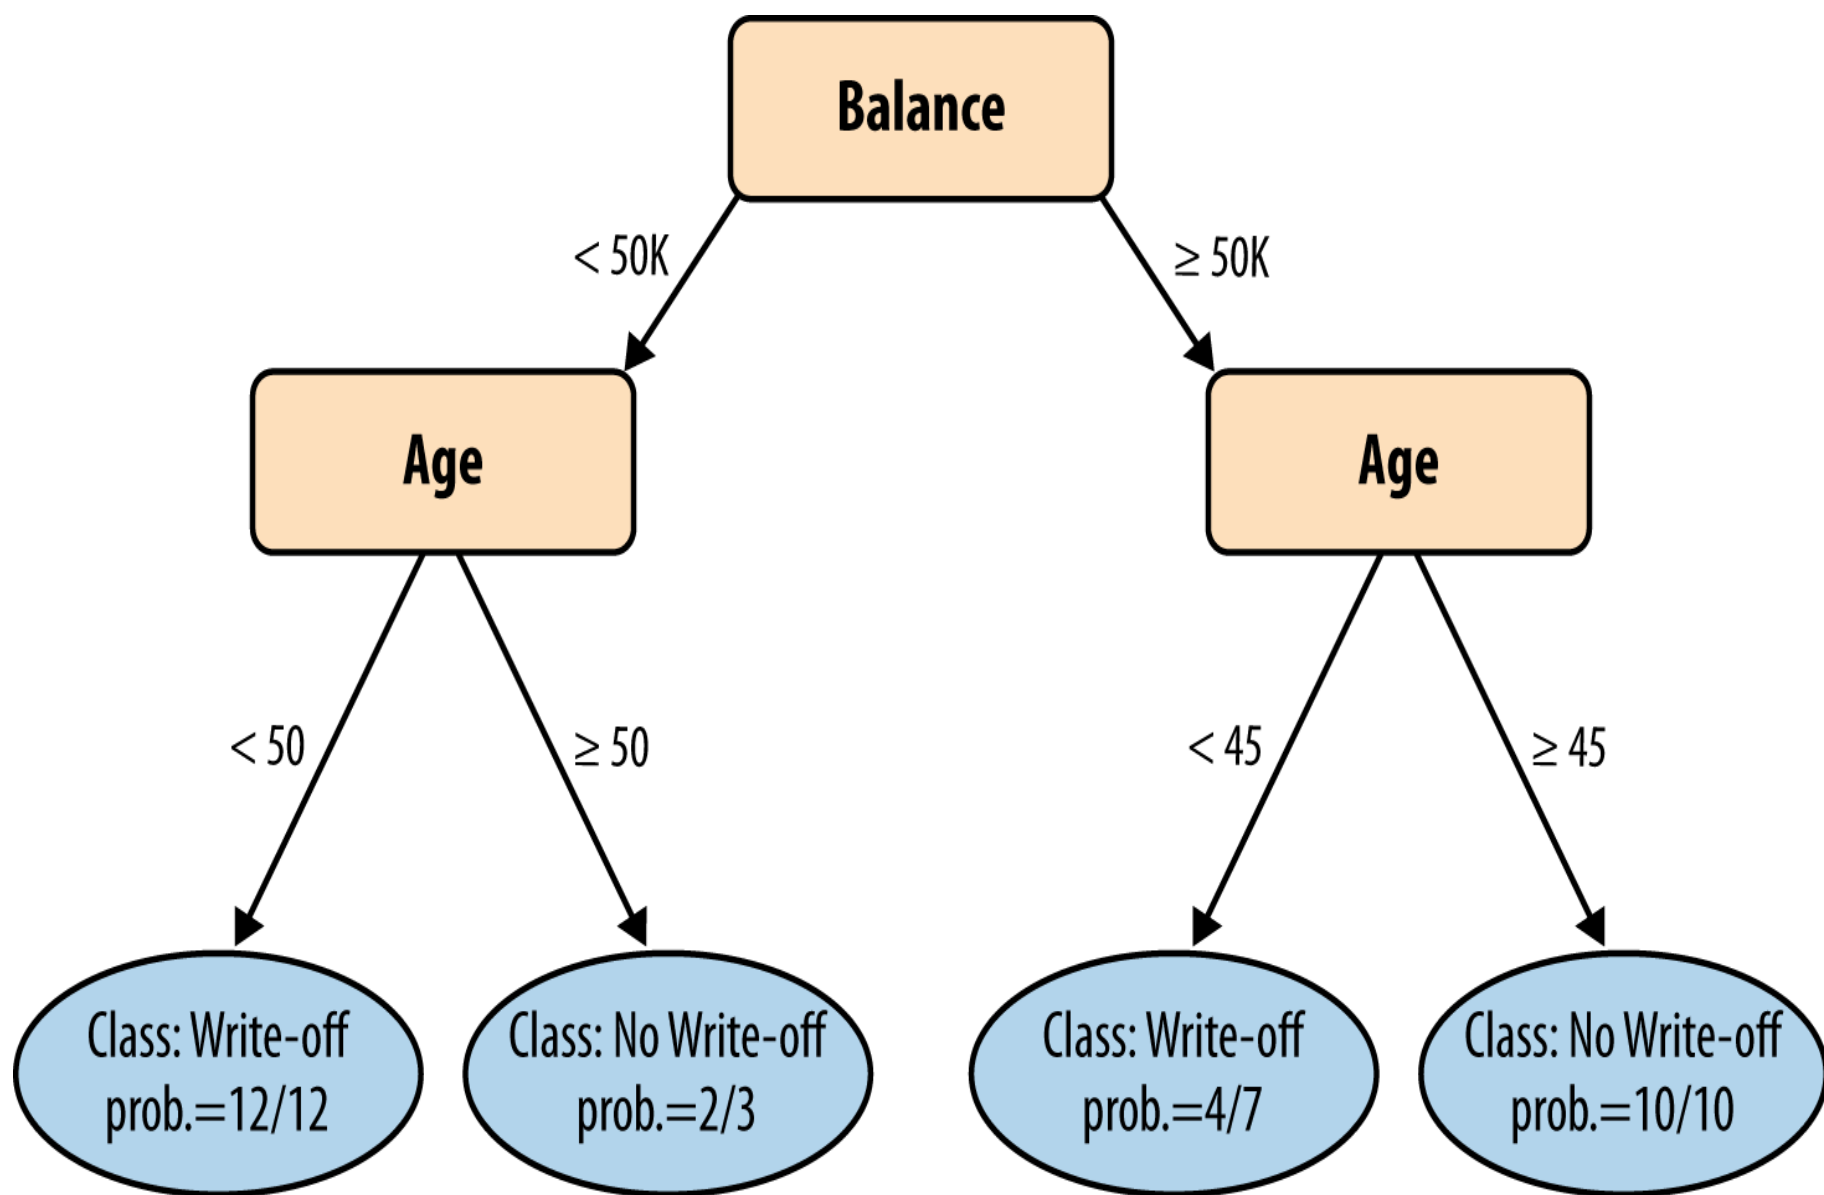 Balance
< 50K
≥ 50K
Age
Age
< 50
≥ 50
< 45
≥ 45
Class: Write-off
prob.=12/12
Class: No Write-off
prob.=2/3
Class: Write-off
prob.=4/7
Class: No Write-off
prob.=10/10